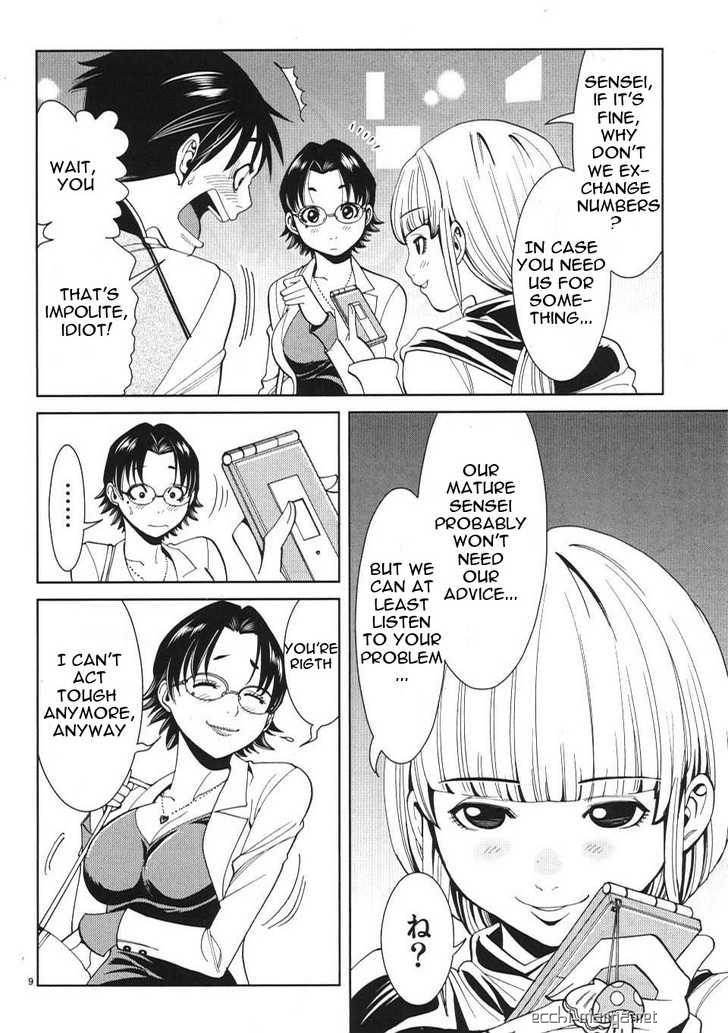 SENSEI,
IF IT'S
FINE,
WHY
DON'T
WE EX-
CHANGE
NUMBERS
?
IN CASE
YOU NEED
US FOR
SOME-
THING...
WAIT,
YOU
THAT'S
IMPOLITE,
IDIOT!
OUR
MATURE
SENSEI
PROBABLY
WON'T
NEED
OUR
ADVICE...
BUT WE
CAN AT
LEAST
LISTEN
TO YOUR
PROBLEM
...
ね?
......
YOU'RE
RIGTH
I CAN'T
ACT
TOUGH
ANYMORE,
ANYWAY
9